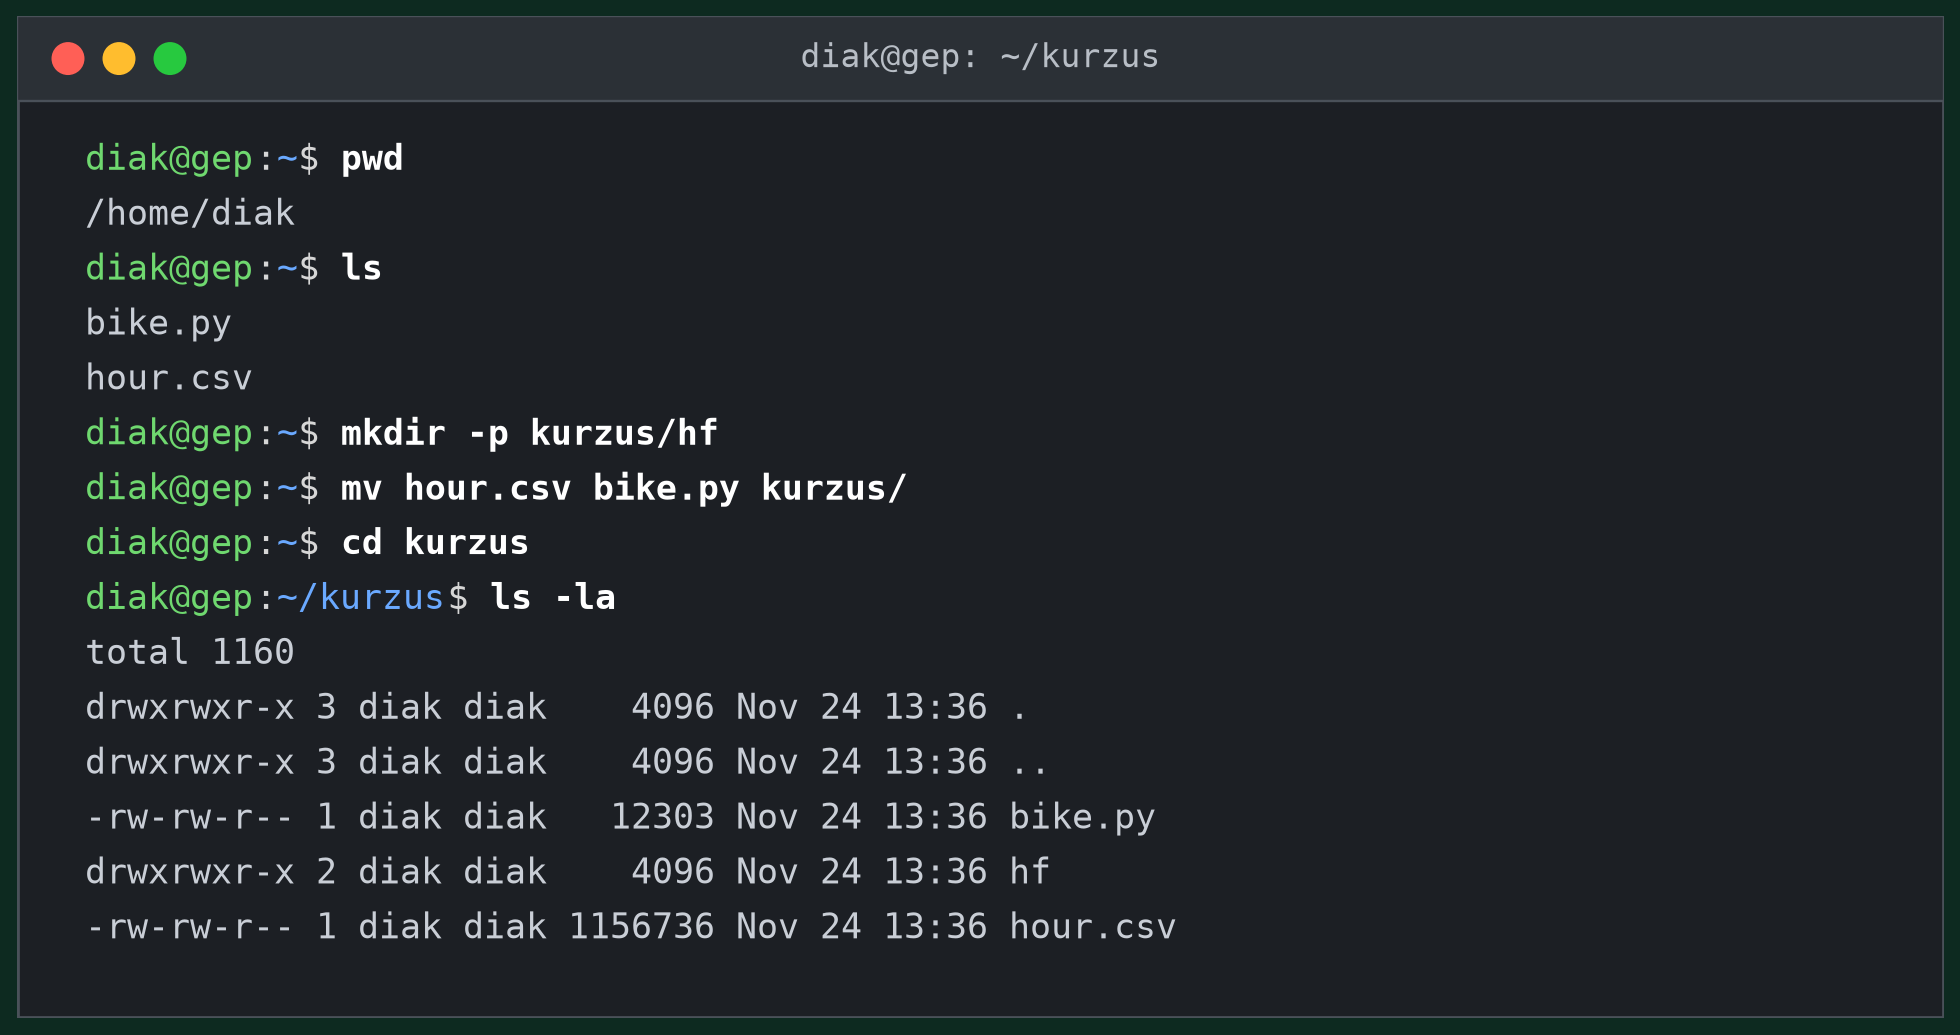 diak@gep: ~/kurzus
diak@gep:~$ pwd
/home/diak
diak@gep:~$ ls
bike.py
hour.csv
diak@gep:~$ mkdir -p kurzus/hf
diak@gep:~$ mv hour.csv bike.py kurzus/
diak@gep:~$ cd kurzus
diak@gep:~/kurzus$ ls -la
total 1160
drwxrwxr-x 3 diak diak    4096 Nov 24 13:36 .
drwxrwxr-x 3 diak diak    4096 Nov 24 13:36 ..
-rw-rw-r-- 1 diak diak   12303 Nov 24 13:36 bike.py
drwxrwxr-x 2 diak diak    4096 Nov 24 13:36 hf
-rw-rw-r-- 1 diak diak 1156736 Nov 24 13:36 hour.csv